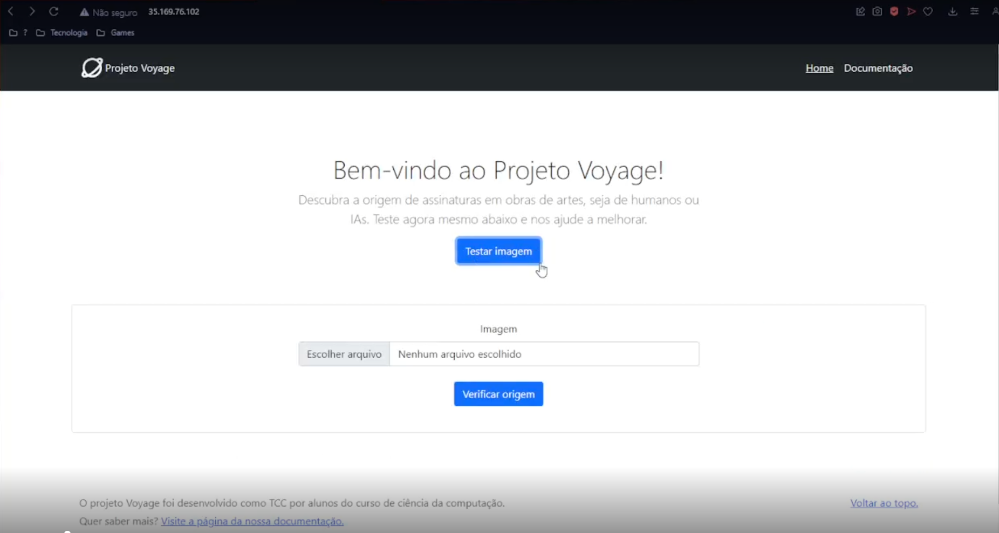 Não seguro 35.169.76.102
? Tecnologia Games
Projeto Voyage
Home Documentação
Bem-vindo ao Projeto Voyage!
Descubra a origem de assinaturas em obras de artes, seja de humanos ou
IAs. Teste agora mesmo abaixo e nos ajude a melhorar.
Testar imagem
Imagem
Escolher arquivo Nenhum arquivo escolhido
Verificar origem
O projeto Voyage foi desenvolvido como TCC por alunos do curso de ciência da computação.
Voltar ao topo.
Quer saber mais? Visite a página da nossa documentação.